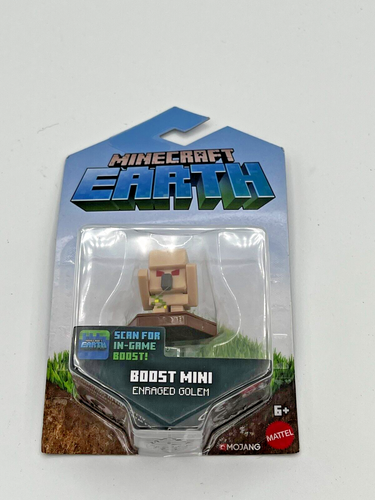 MINECRAFT
EARTH
SCAN FOR
IN-GAME
BOOST!
BOOST MINI
ENRAGED GOLEM
6+
MATTEL
MOJANG